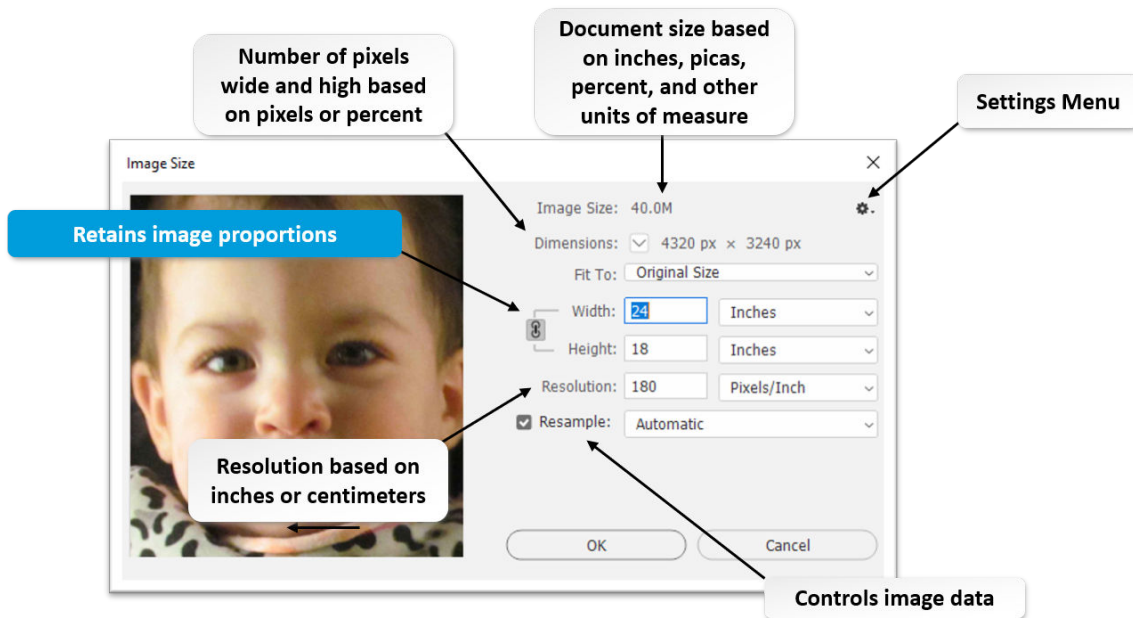 Number of pixels
wide and high based
on pixels or percent
Document size based
on inches, picas,
percent, and other
units of measure
Settings Menu
Image Size
Retains image proportions
Image Size: 40.0M
Dimensions: 4320 px × 3240 px
Fit To: Original Size
Width: 24 Inches
Height: 18 Inches
Resolution: 180 Pixels/Inch
Resample: Automatic
Resolution based on
inches or centimeters
OK Cancel
Controls image data